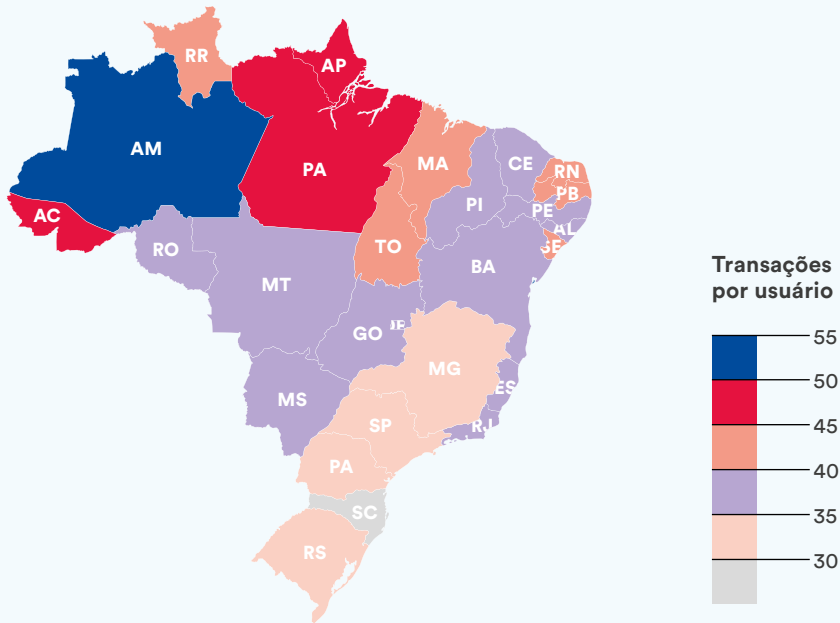 RR
AP
AM
PA
MA
CE
RN
PB
PI
PE
AL
SE
AC
TO
RO
BA
MT
GO
MG
ES
MS
SP
RJ
PA
SC
RS
Transações
por usuário
55
50
45
40
35
30